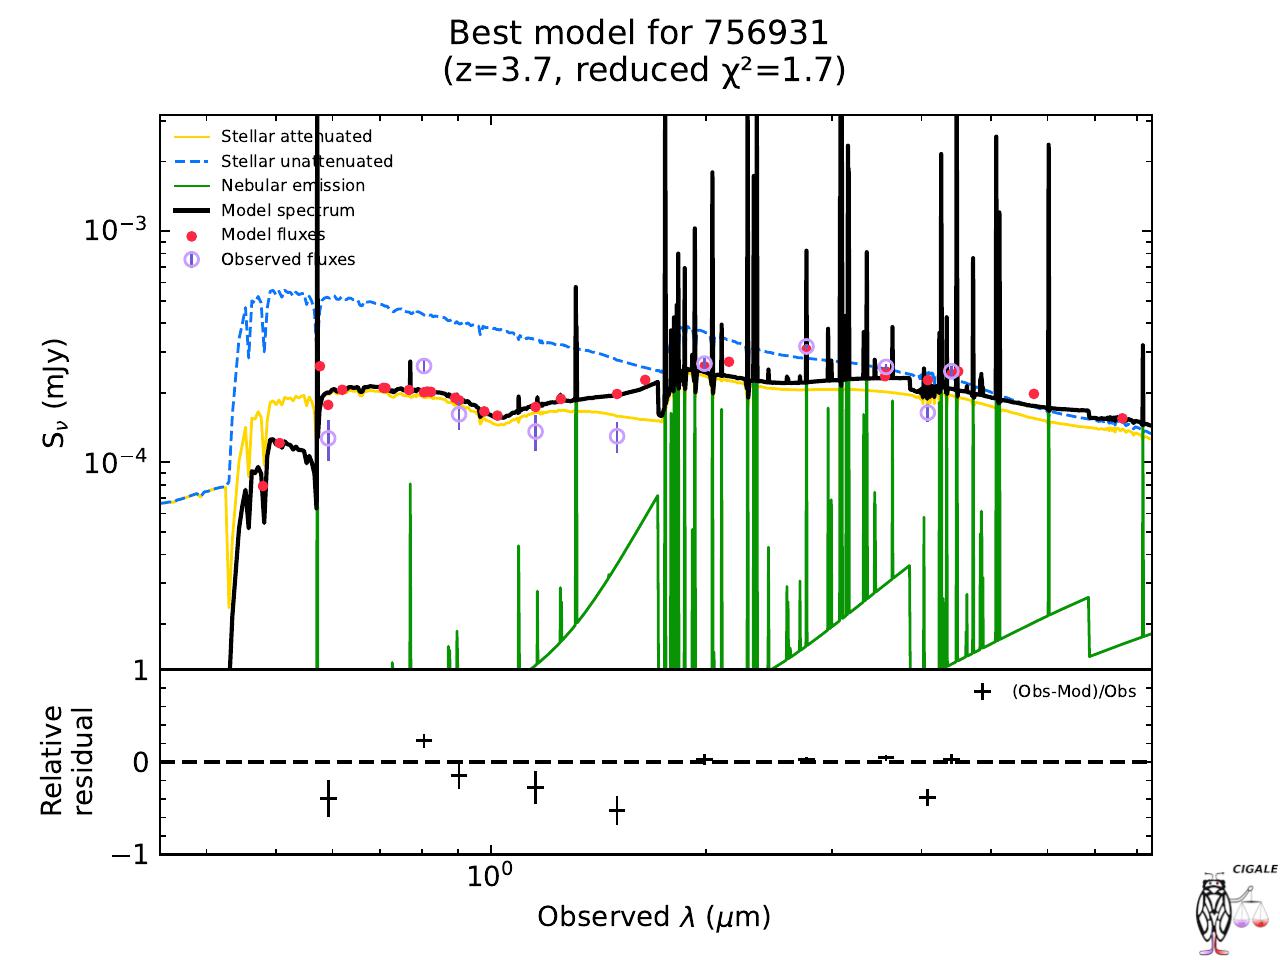 Best model for 756931
(z=3.7, reduced χ²=1.7)
Stellar attenuated
Stellar unattenuated
Nebular emission
Model spectrum
Model fluxes
Observed fluxes
10⁻³
10⁻⁴
S_ν (mJy)
1
0
−1
Relative
residual
(Obs-Mod)/Obs
10⁰
Observed λ (μm)
CIGALE